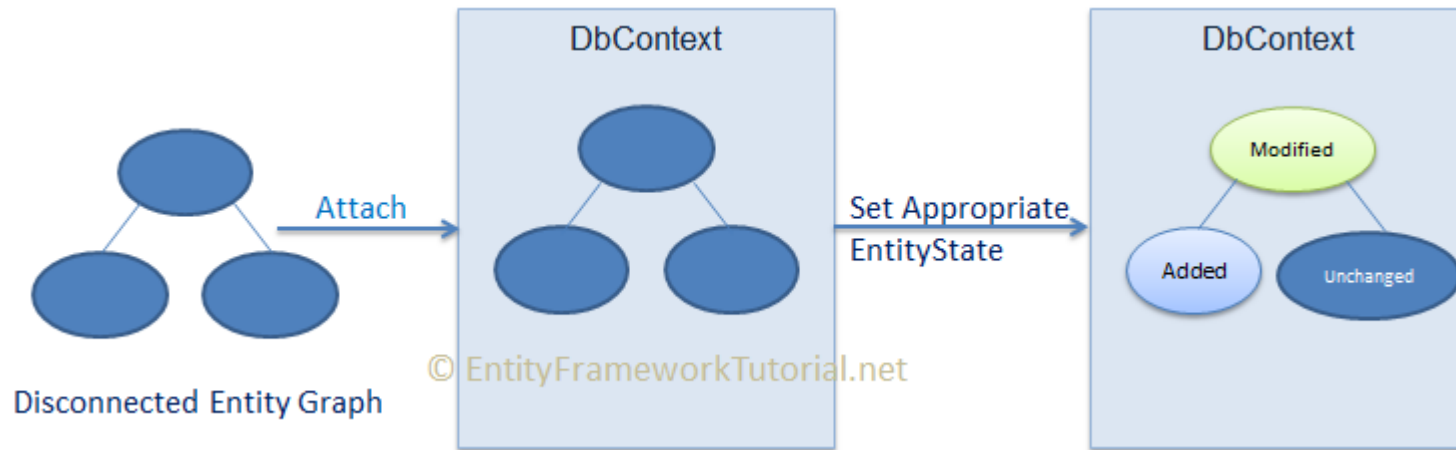 DbContext
DbContext
Modified
Attach
Set Appropriate
EntityState
Added
Unchanged
© EntityFrameworkTutorial.net
Disconnected Entity Graph